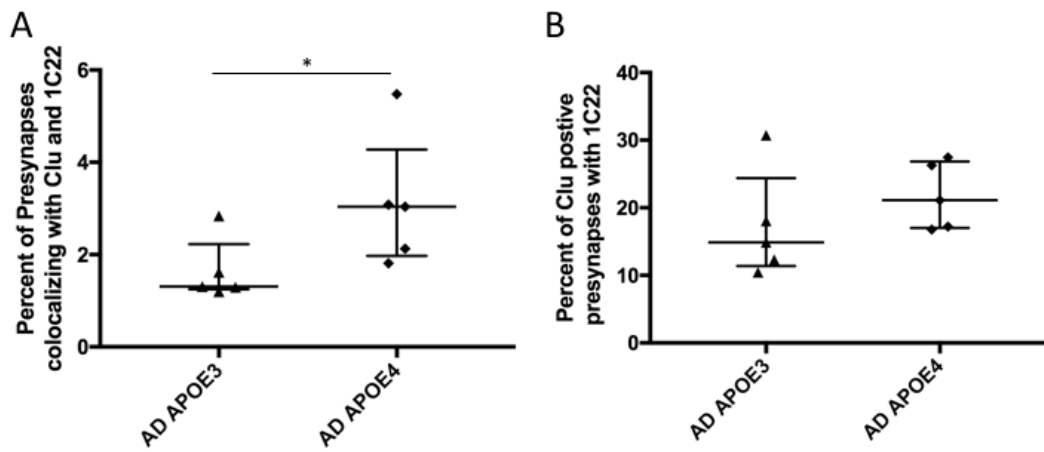 A
Percent of Presynapses
colocalizing with Clu and 1C22
6
4
2
0
*
AD APOE3
AD APOE4
B
Percent of Clu postive
presynapses with 1C22
40
30
20
10
0
AD APOE3
AD APOE4